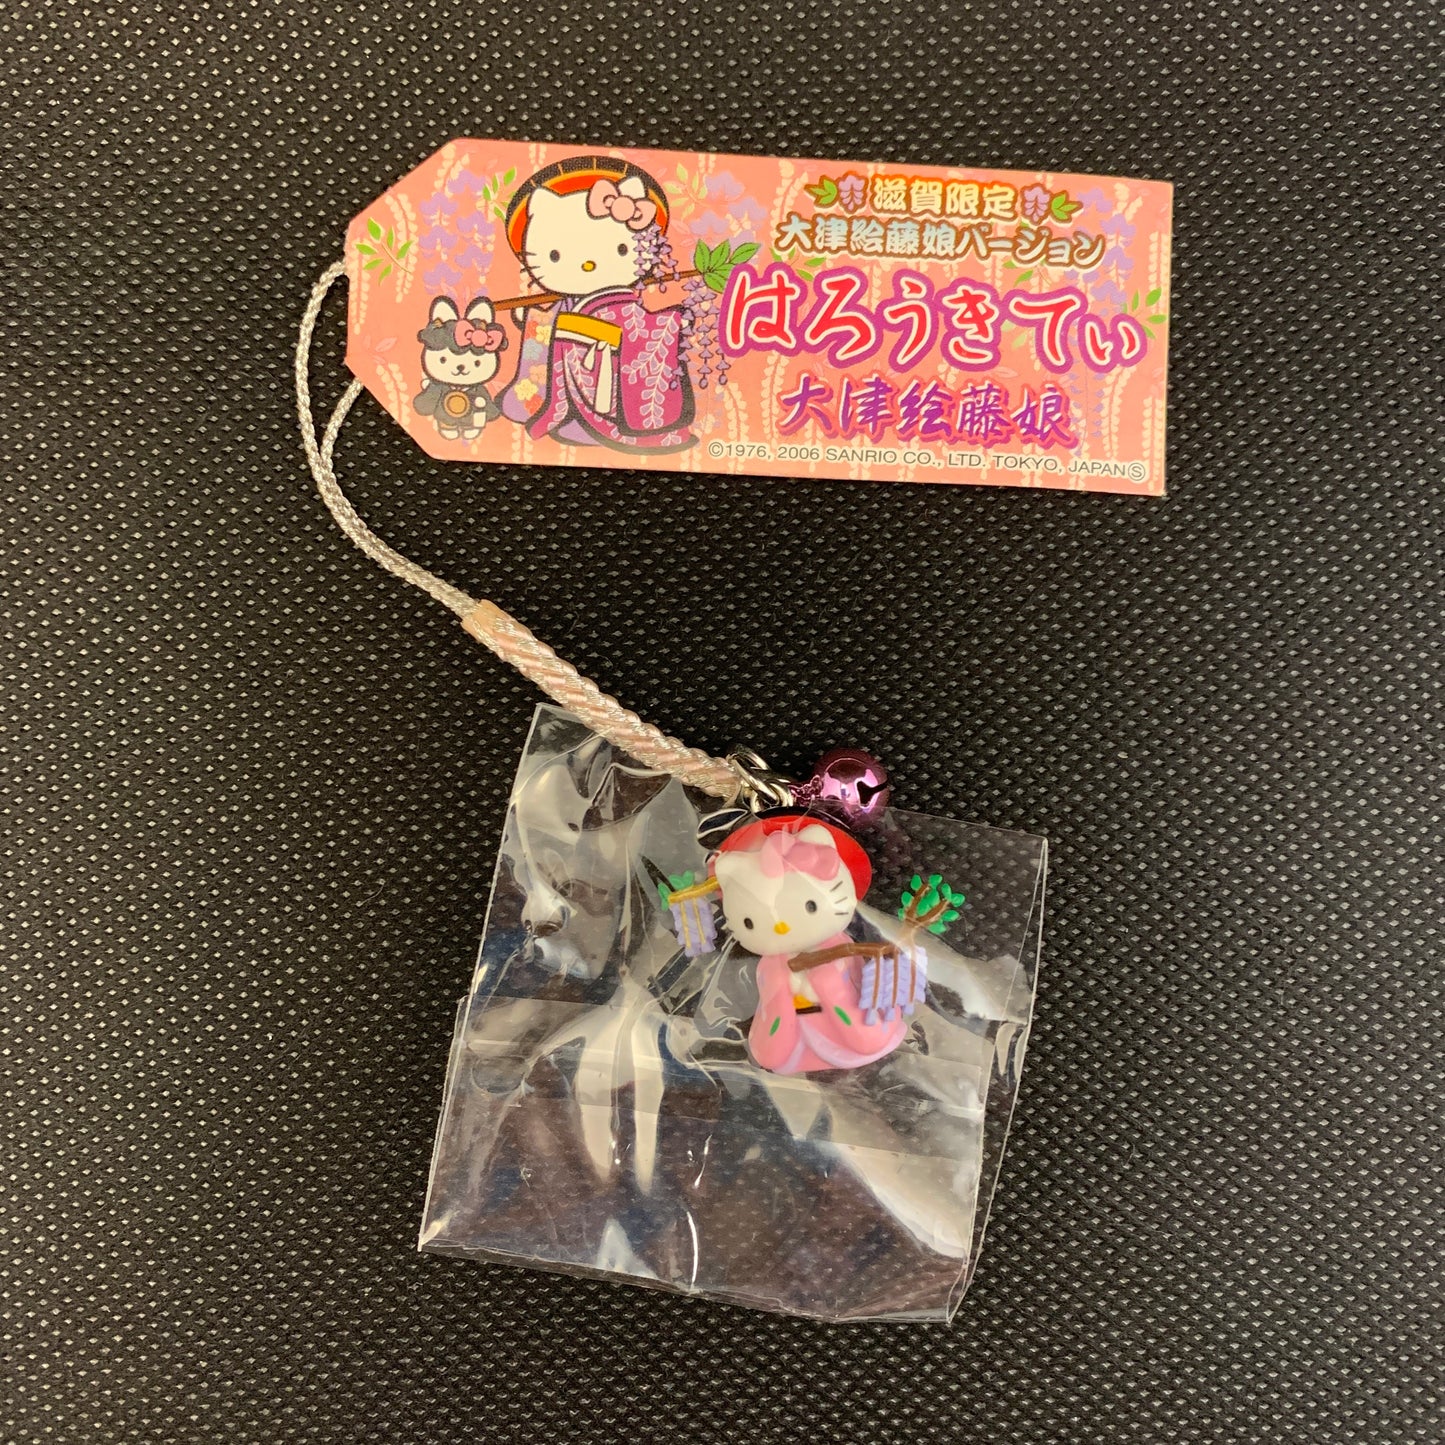 滋賀限定
大津絵藤娘バージョン
はろうきてぃ
大津絵藤娘
©1976, 2006 SANRIO CO., LTD. TOKYO, JAPAN Ⓢ